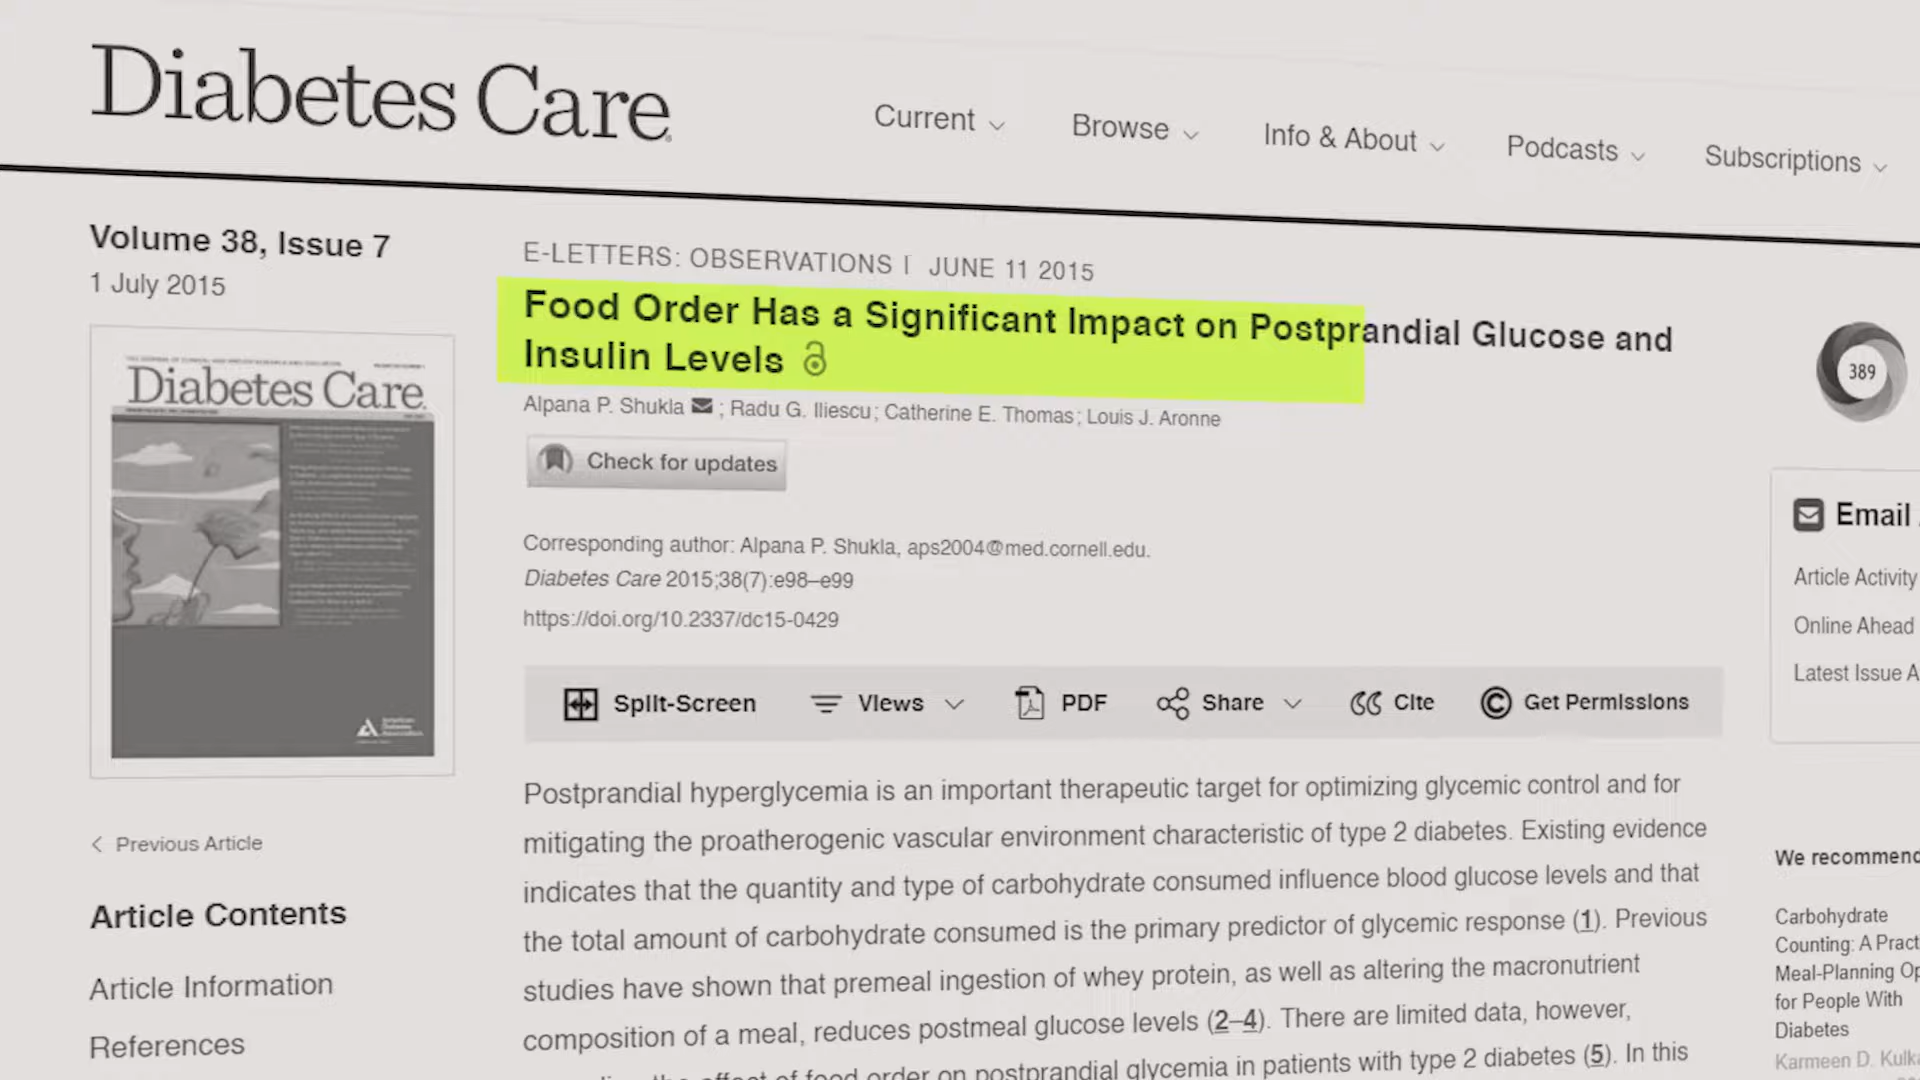 Diabetes Care
Current
Browse
Info & About
Podcasts
Subscriptions
Volume 38, Issue 7
1 July 2015
Diabetes Care
Previous Article
Article Contents
Article Information
References
E-LETTERS: OBSERVATIONS | JUNE 11 2015
Food Order Has a Significant Impact on Postprandial Glucose and
Insulin Levels
Alpana P. Shukla ; Radu G. Iliescu; Catherine E. Thomas; Louis J. Aronne
Check for updates
Corresponding author: Alpana P. Shukla, aps2004@med.cornell.edu.
Diabetes Care 2015;38(7):e98–e99
https://doi.org/10.2337/dc15-0429
Split-Screen
Views
PDF
Share
Cite
Get Permissions
Postprandial hyperglycemia is an important therapeutic target for optimizing glycemic control and for
mitigating the proatherogenic vascular environment characteristic of type 2 diabetes. Existing evidence
indicates that the quantity and type of carbohydrate consumed influence blood glucose levels and that
the total amount of carbohydrate consumed is the primary predictor of glycemic response (1). Previous
studies have shown that premeal ingestion of whey protein, as well as altering the macronutrient
composition of a meal, reduces postmeal glucose levels (2–4). There are limited data, however,
effect of food order on postprandial glycemia in patients with type 2 diabetes (5). In this
389
Email
Article Activity
Online Ahead
Latest Issue A
We recommend
Carbohydrate
Counting: A Pract
Meal-Planning Op
for People With
Diabetes
Karmeen D. Kulka